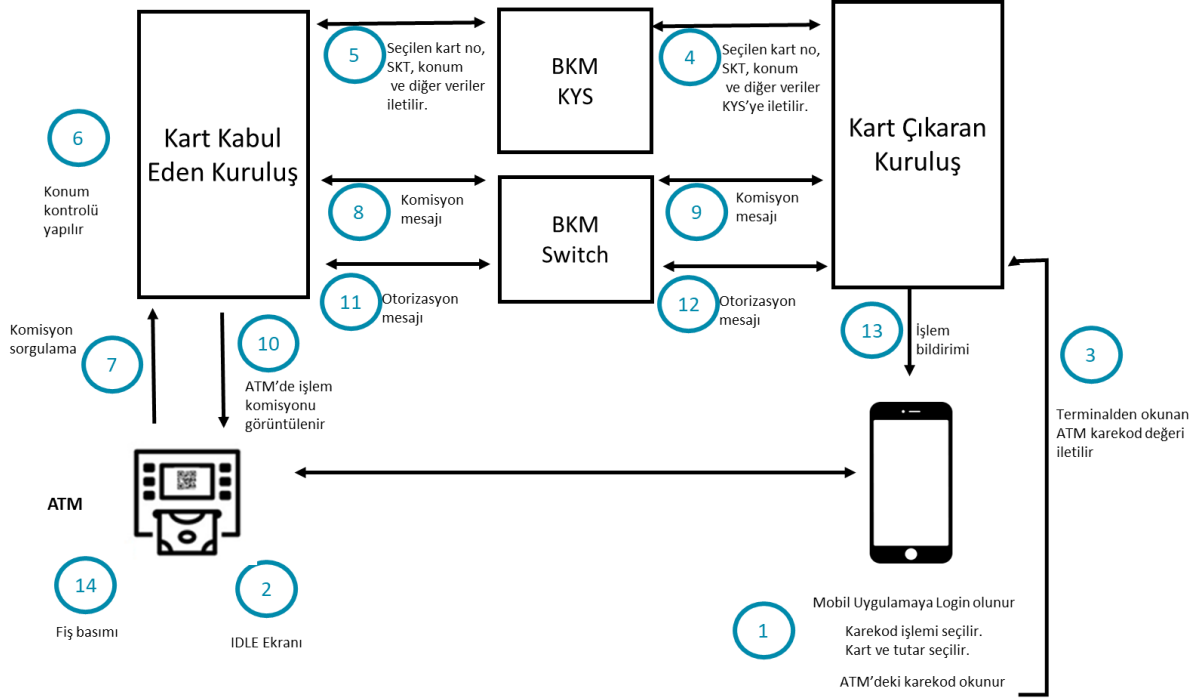 5
Seçilen kart no,
SKT, konum
ve diğer veriler
iletilir.
BKM
KYS
4
Seçilen kart no,
SKT, konum
ve diğer veriler
KYS’ye iletilir.
Kart Kabul
Eden Kuruluş
Kart Çıkaran
Kuruluş
6
Konum
kontrolü
yapılır
8
Komisyon
mesajı
BKM
Switch
9
Komisyon
mesajı
11
Otorizasyon
mesajı
12
Otorizasyon
mesajı
Komisyon
sorgulama
7
10
ATM’de işlem
komisyonu
görüntülenir
13
İşlem
bildirimi
3
Terminalden okunan
ATM karekod değeri
iletilir
ATM
14
Fiş basımı
2
IDLE Ekranı
1
Mobil Uygulamaya Login olunur
Karekod işlemi seçilir.
Kart ve tutar seçilir.
ATM’deki karekod okunur